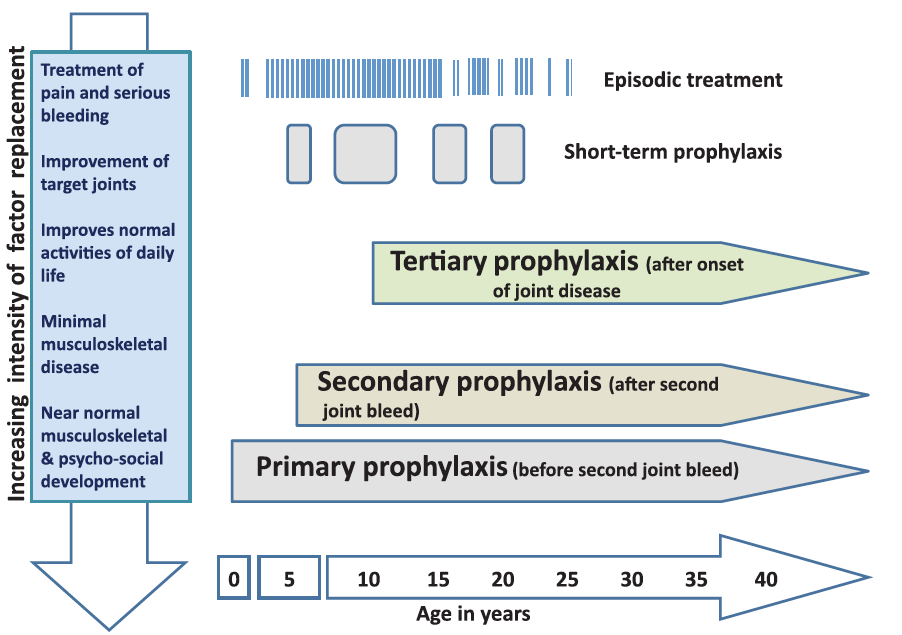 Increasing intensity of factor replacement
Treatment of
pain and serious
bleeding
Improvement of
target joints
Improves normal
activities of daily
life
Minimal
musculoskeletal
disease
Near normal
musculoskeletal
& psycho-social
development
Episodic treatment
Short-term prophylaxis
Tertiary prophylaxis (after onset
of joint disease
Secondary prophylaxis (after second
joint bleed)
Primary prophylaxis (before second joint bleed)
0 5 10 15 20 25 30 35 40
Age in years